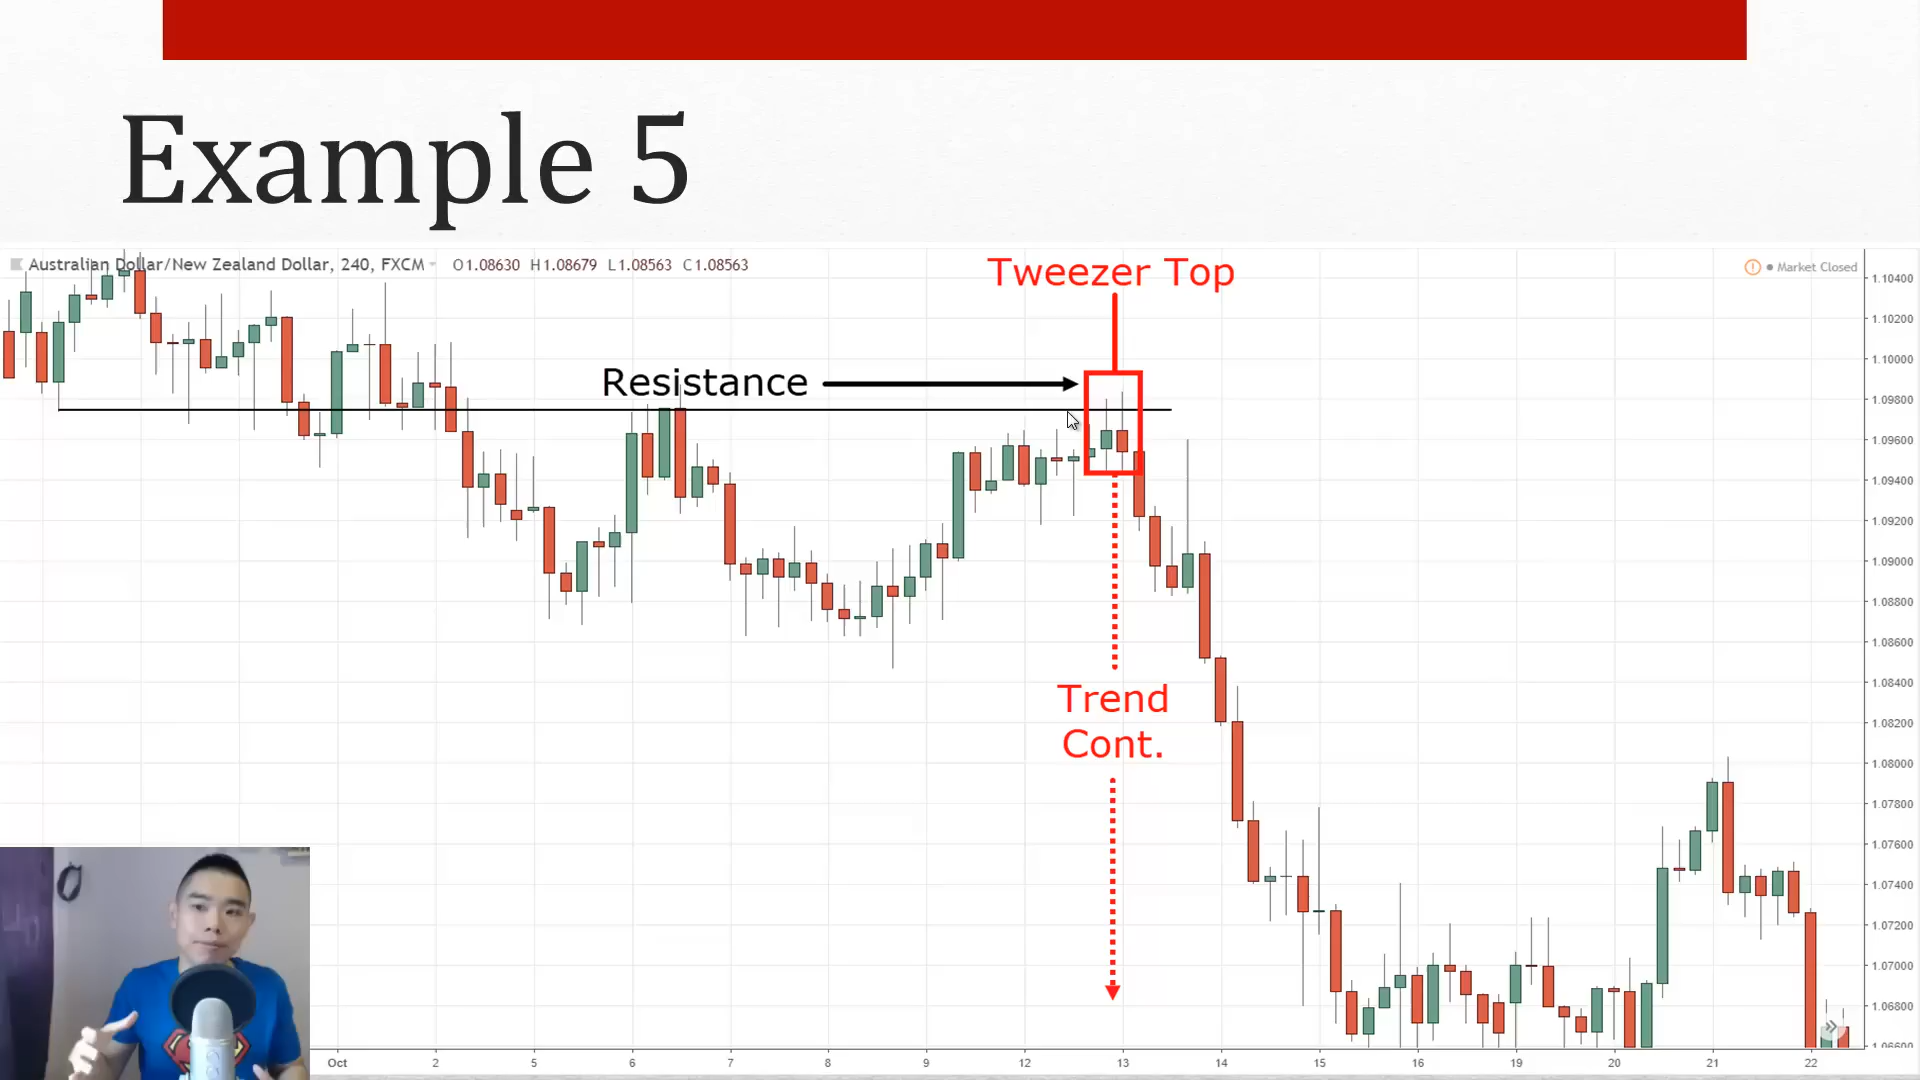 Example 5
Australian Dollar/New Zealand Dollar, 240, FXCM O1.08630 H1.08679 L1.08563 C1.08563
Tweezer Top
Market Closed
Resistance
Trend
Cont.
1.10400
1.10200
1.10000
1.09800
1.09600
1.09400
1.09200
1.09000
1.08800
1.08600
1.08400
1.08200
1.08000
1.07800
1.07600
1.07400
1.07200
1.07000
1.06800
1.06600
Oct 2 5 6 7 8 9 12 13 14 15 16 19 20 21 22